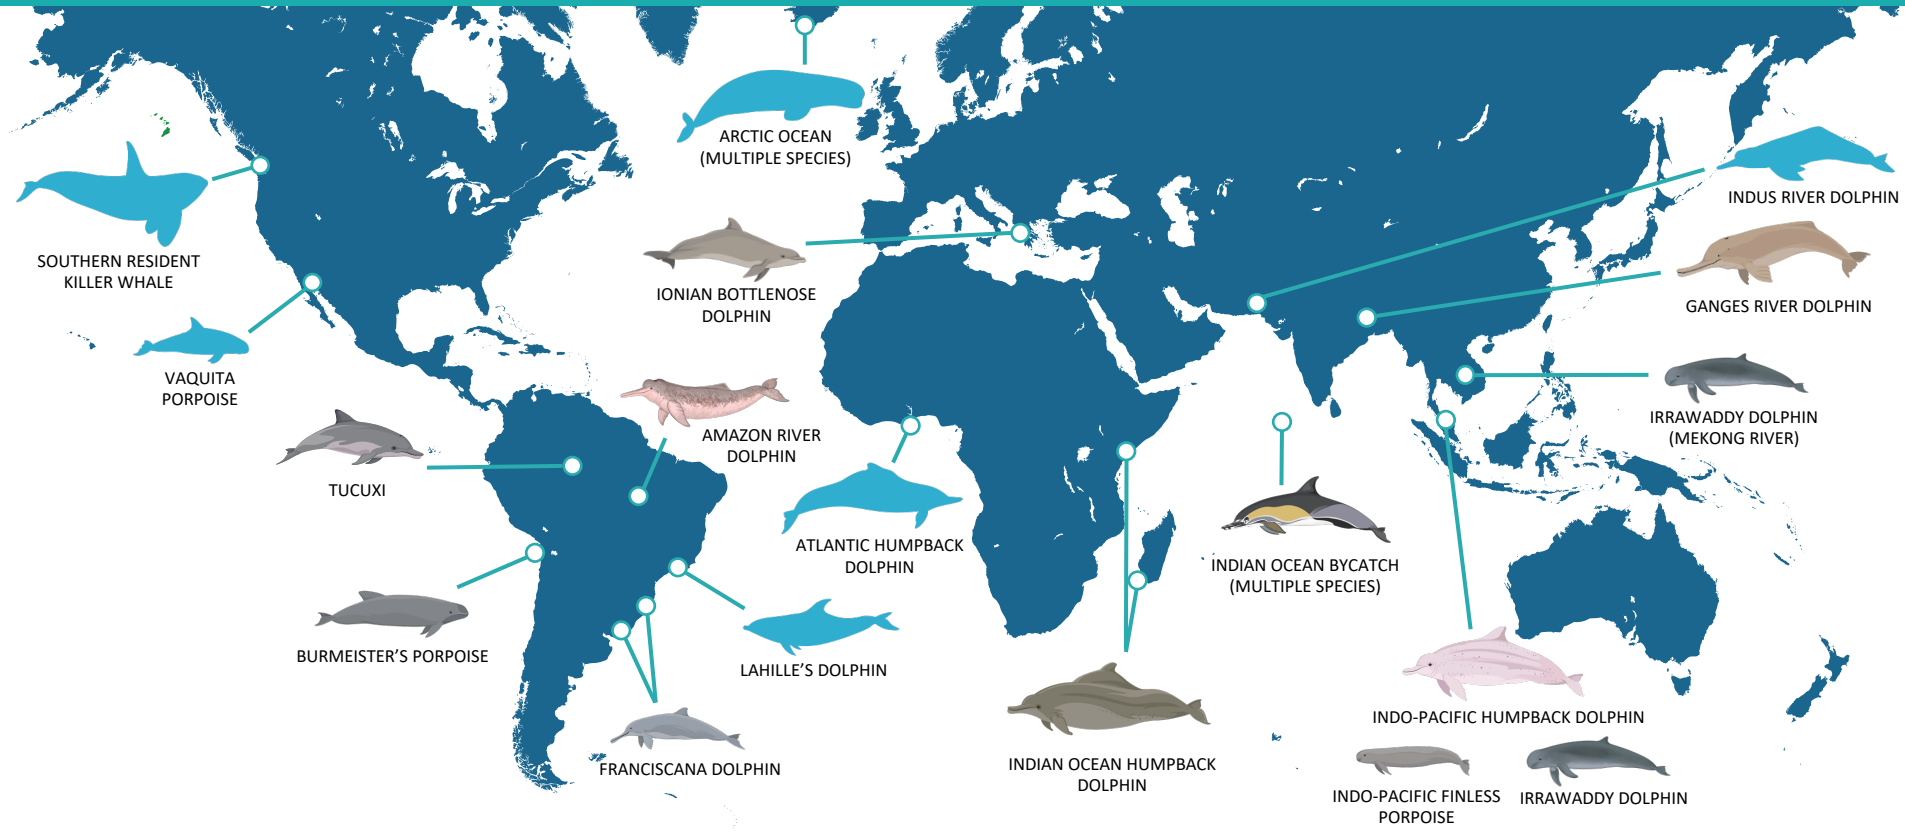 ARCTIC OCEAN
(MULTIPLE SPECIES)
INDUS RIVER DOLPHIN
SOUTHERN RESIDENT
KILLER WHALE
IONIAN BOTTLENOSE
DOLPHIN
GANGES RIVER DOLPHIN
VAQUITA
PORPOISE
IRRAWADDY DOLPHIN
(MEKONG RIVER)
AMAZON RIVER
DOLPHIN
TUCUXI
ATLANTIC HUMPBACK
DOLPHIN
INDIAN OCEAN BYCATCH
(MULTIPLE SPECIES)
BURMEISTER’S PORPOISE
LAHILLE’S DOLPHIN
INDO-PACIFIC HUMPBACK DOLPHIN
FRANCISCANA DOLPHIN
INDIAN OCEAN HUMPBACK
DOLPHIN
INDO-PACIFIC FINLESS
PORPOISE
IRRAWADDY DOLPHIN